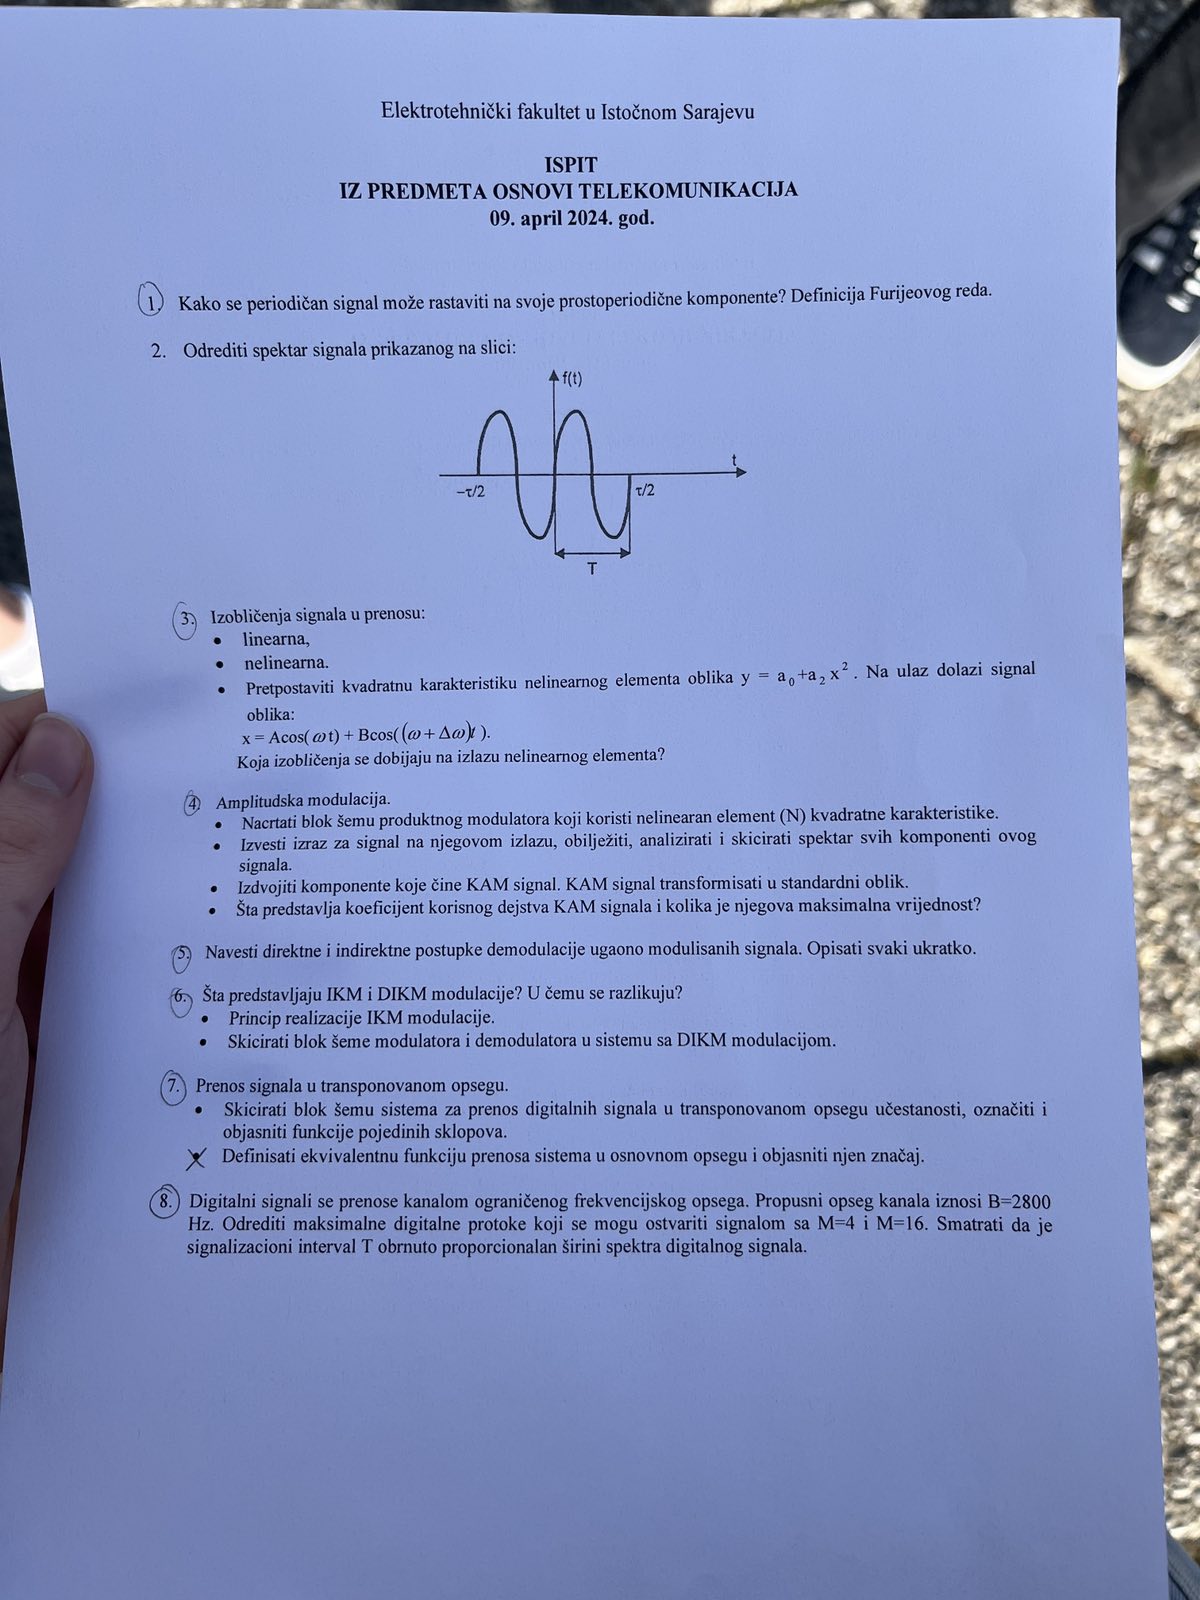 Elektrotehnički fakultet u Istočnom Sarajevu
ISPIT
IZ PREDMETA OSNOVI TELEKOMUNIKACIJA
09. april 2024. god.
1. Kako se periodičan signal može rastaviti na svoje prostoperiodične komponente? Definicija Furijeovog reda.
2. Odrediti spektar signala prikazanog na slici:
f(t)
t
−τ/2
τ/2
T
3. Izobličenja signala u prenosu:
• linearna,
• nelinearna.
• Pretpostaviti kvadratnu karakteristiku nelinearnog elementa oblika y = a₀+a₂x². Na ulaz dolazi signal
oblika:
x = Acos(ωt) + Bcos((ω + Δω)t ).
Koja izobličenja se dobijaju na izlazu nelinearnog elementa?
4. Amplitudska modulacija.
• Nacrtati blok šemu produktnog modulatora koji koristi nelinearan element (N) kvadratne karakteristike.
• Izvesti izraz za signal na njegovom izlazu, obilježiti, analizirati i skicirati spektar svih komponenti ovog
signala.
• Izdvojiti komponente koje čine KAM signal. KAM signal transformisati u standardni oblik.
• Šta predstavlja koeficijent korisnog dejstva KAM signala i kolika je njegova maksimalna vrijednost?
5. Navesti direktne i indirektne postupke demodulacije ugaono modulisanih signala. Opisati svaki ukratko.
6. Šta predstavljaju IKM i DIKM modulacije? U čemu se razlikuju?
• Princip realizacije IKM modulacije.
• Skicirati blok šeme modulatora i demodulatora u sistemu sa DIKM modulacijom.
7. Prenos signala u transponovanom opsegu.
• Skicirati blok šemu sistema za prenos digitalnih signala u transponovanom opsegu učestanosti, označiti i
objasniti funkcije pojedinih sklopova.
• Definisati ekvivalentnu funkciju prenosa sistema u osnovnom opsegu i objasniti njen značaj.
8. Digitalni signali se prenose kanalom ograničenog frekvencijskog opsega. Propusni opseg kanala iznosi B=2800
Hz. Odrediti maksimalne digitalne protoke koji se mogu ostvariti signalom sa M=4 i M=16. Smatrati da je
signalizacioni interval T obrnuto proporcionalan širini spektra digitalnog signala.